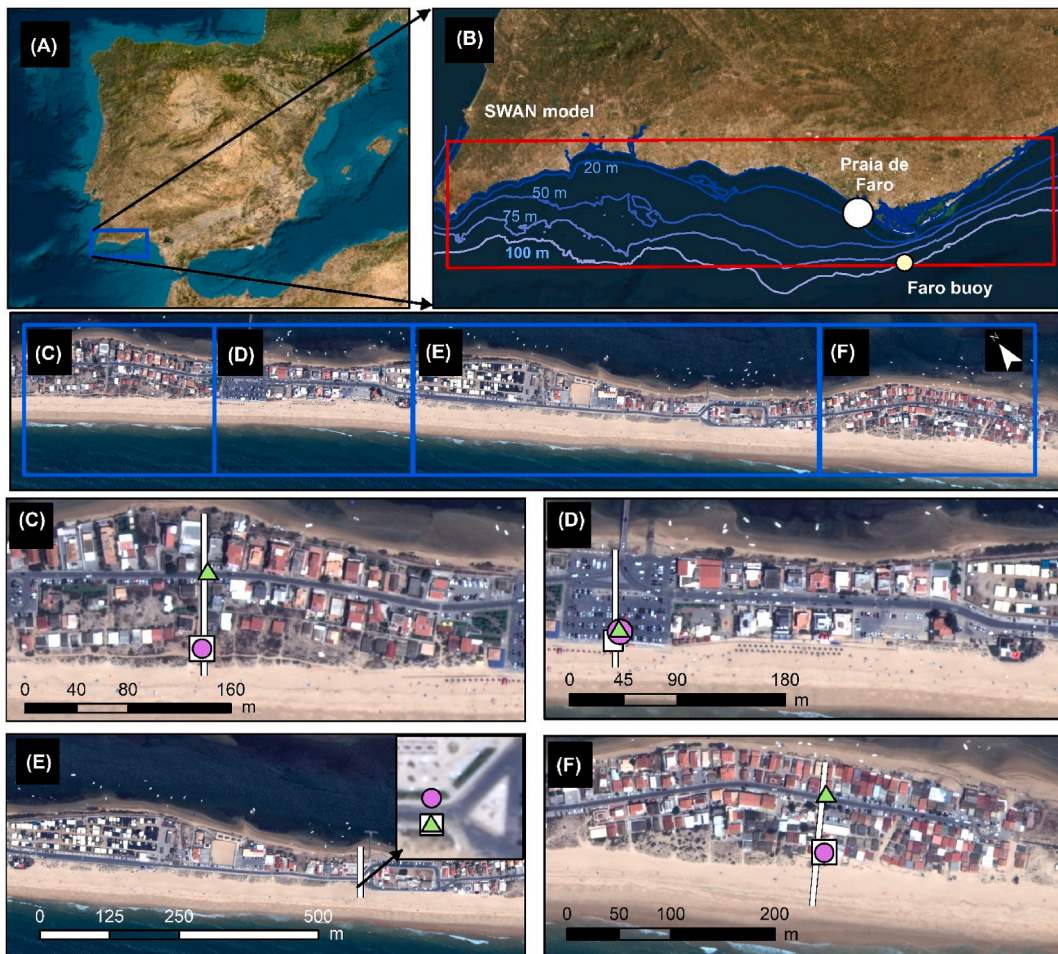 (A)
(B)
SWAN model
20 m
Praia de
Faro
50 m
75 m
100 m
Faro buoy
(C)
(D)
(E)
(F)
N
(C)
0 40 80 160
m
(D)
0 45 90 180
m
(E)
0 125 250 500
m
(F)
0 50 100 200
m